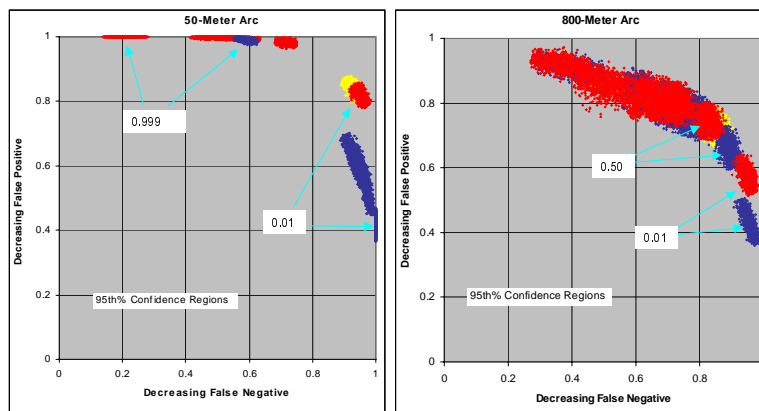 50-Meter Arc
1
0.8
0.6
0.4
0.2
0
0 0.2 0.4 0.6 0.8 1
Decreasing False Positive
Decreasing False Negative
0.999
0.01
95th% Confidence Regions
800-Meter Arc
1
0.8
0.6
0.4
0.2
0
0 0.2 0.4 0.6 0.8
Decreasing False Positive
Decreasing False Negative
0.50
0.01
95th% Confidence Regions